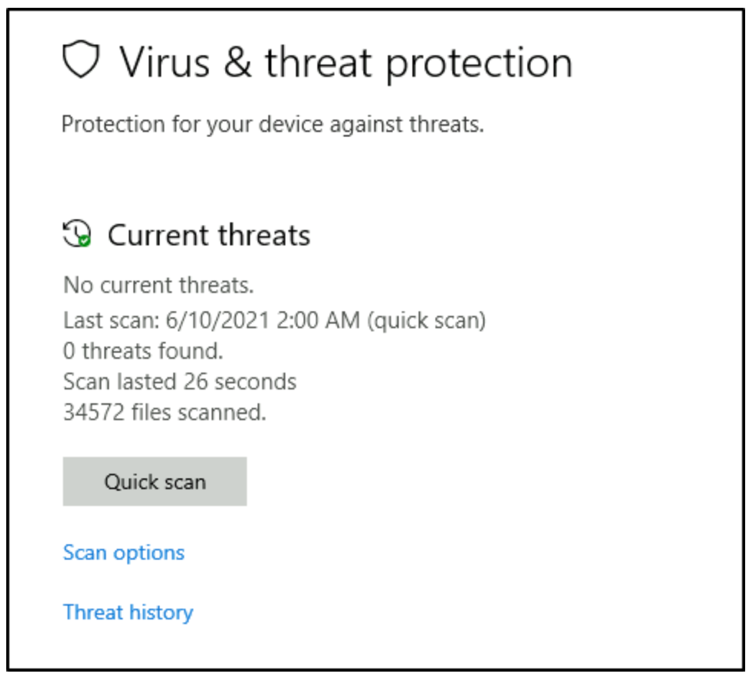 Virus & threat protection
Protection for your device against threats.
Current threats
No current threats.
Last scan: 6/10/2021 2:00 AM (quick scan)
0 threats found.
Scan lasted 26 seconds
34572 files scanned.
Quick scan
Scan options
Threat history